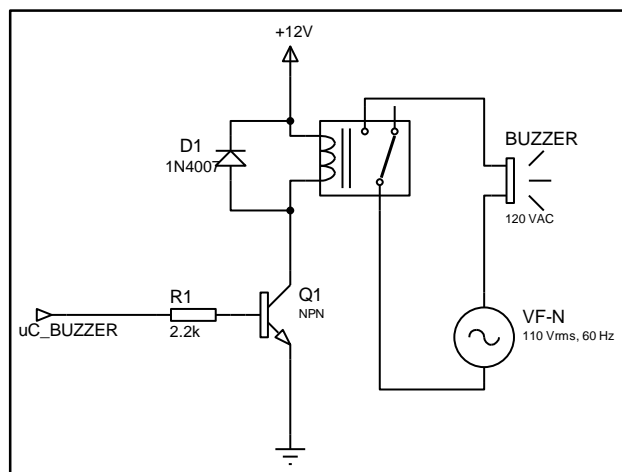 +12V
D1
1N4007
BUZZER
120 VAC
R1
2.2k
uC_BUZZER
Q1
NPN
VF-N
110 Vrms, 60 Hz